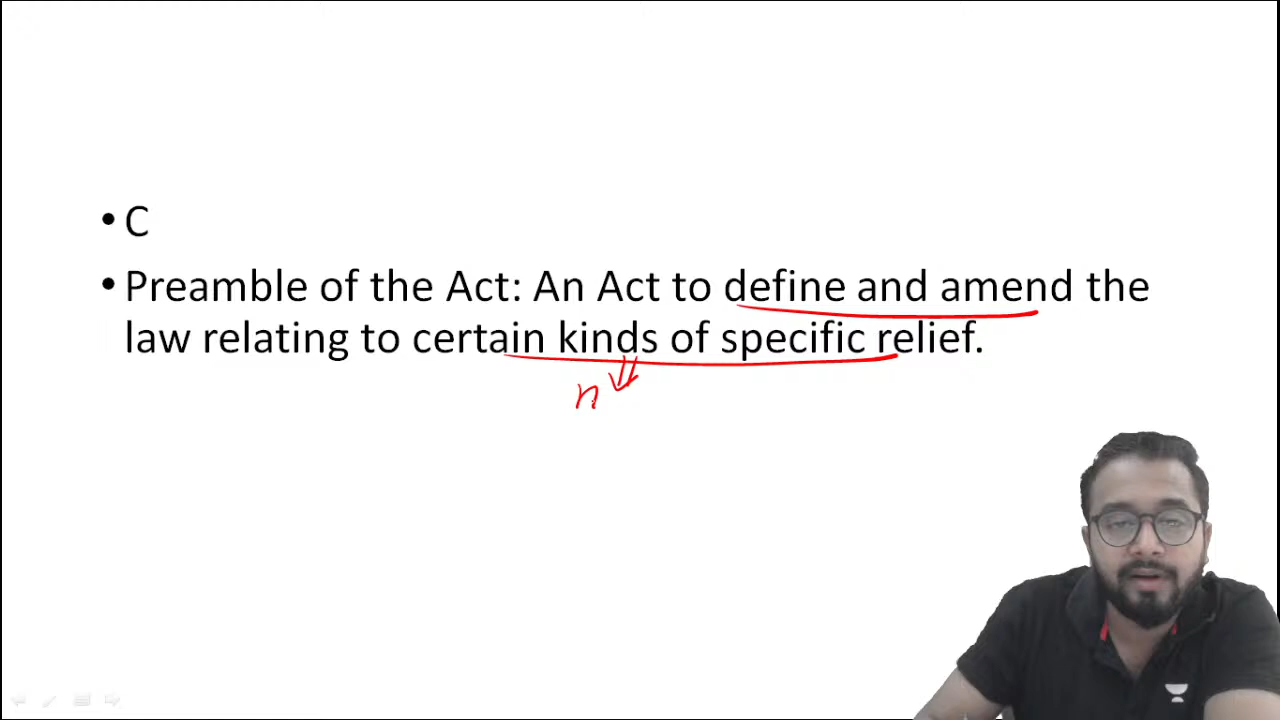 • C
• Preamble of the Act: An Act to define and amend the
law relating to certain kinds of specific relief.
n